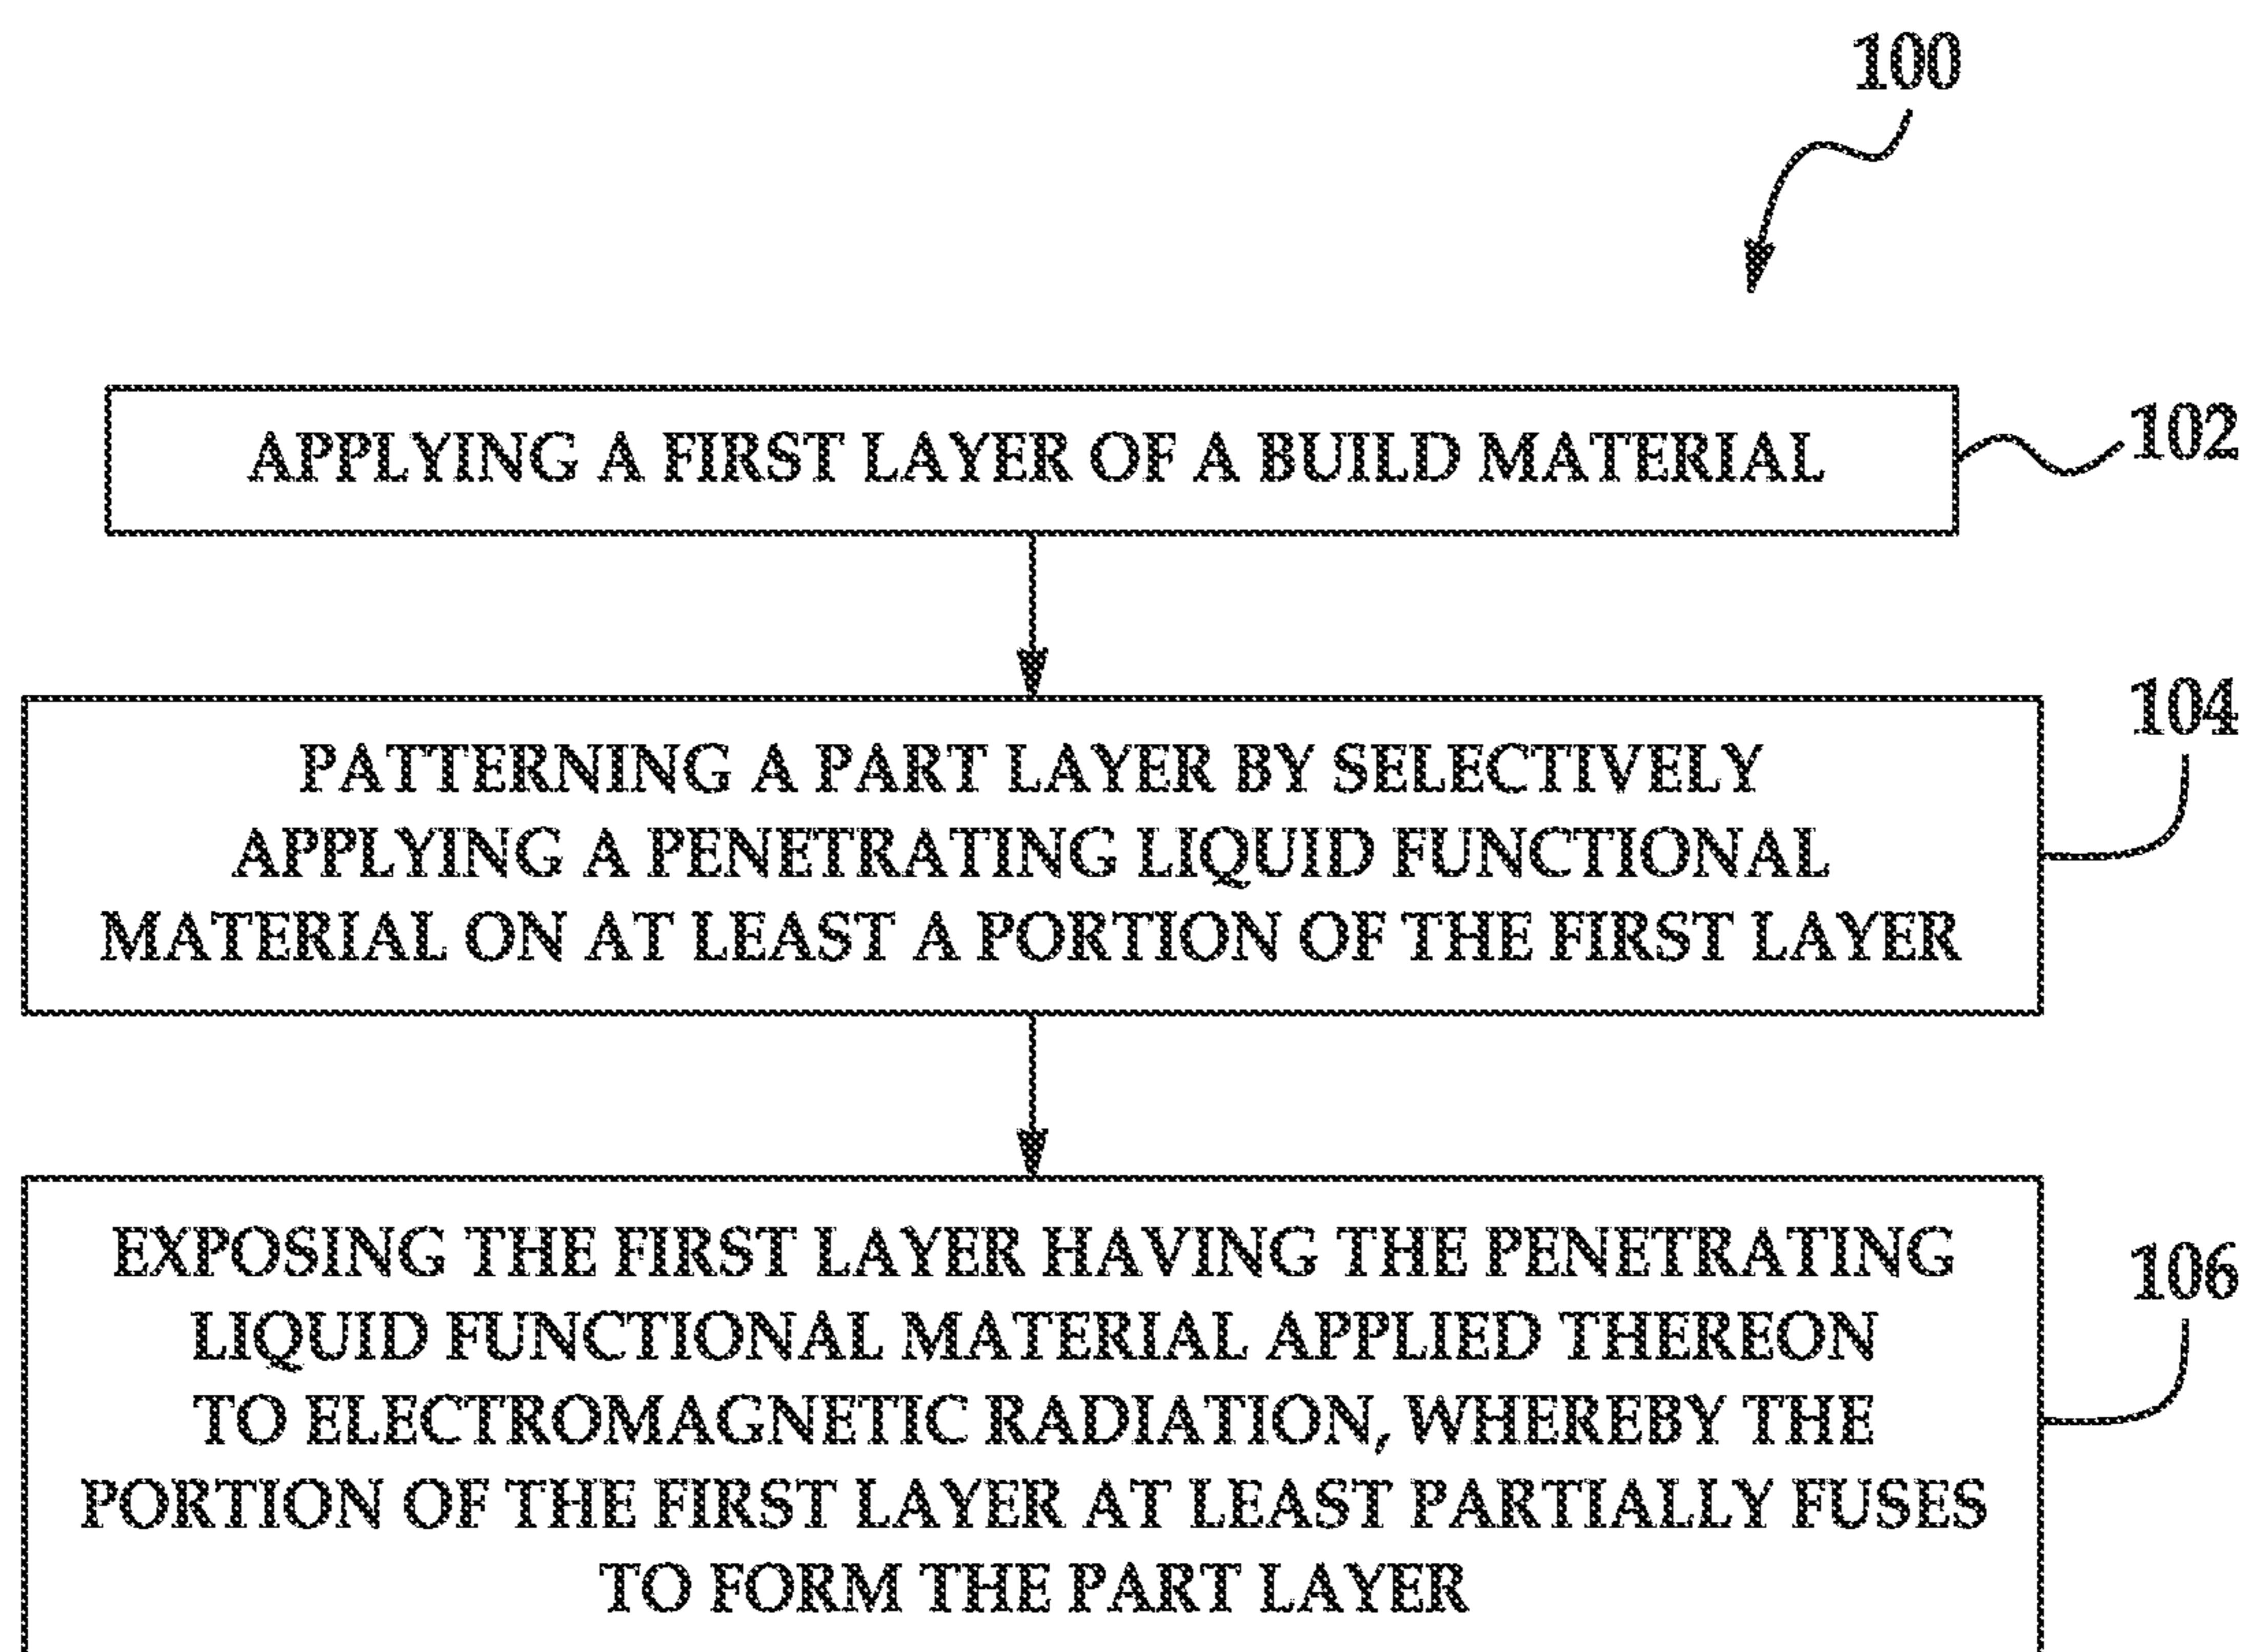 100
APPLYING A FIRST LAYER OF A BUILD MATERIAL
102
PATTERNING A PART LAYER BY SELECTIVELY
APPLYING A PENETRATING LIQUID FUNCTIONAL
MATERIAL ON AT LEAST A PORTION OF THE FIRST LAYER
104
EXPOSING THE FIRST LAYER HAVING THE PENETRATING
LIQUID FUNCTIONAL MATERIAL APPLIED THEREON
TO ELECTROMAGNETIC RADIATION, WHEREBY THE
PORTION OF THE FIRST LAYER AT LEAST PARTIALLY FUSES
TO FORM THE PART LAYER
106